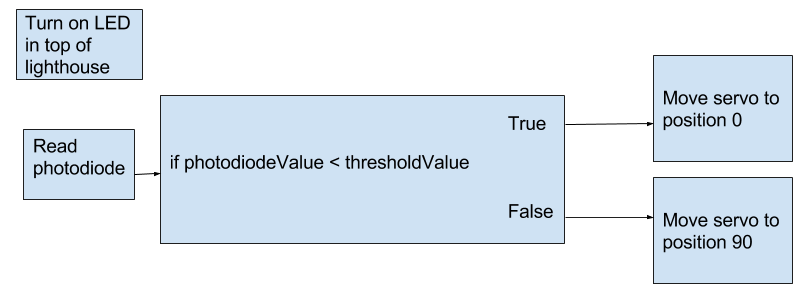 Turn on LED
in top of
lighthouse
Read
photodiode
if photodiodeValue < thresholdValue
True
False
Move servo to
position 0
Move servo to
position 90